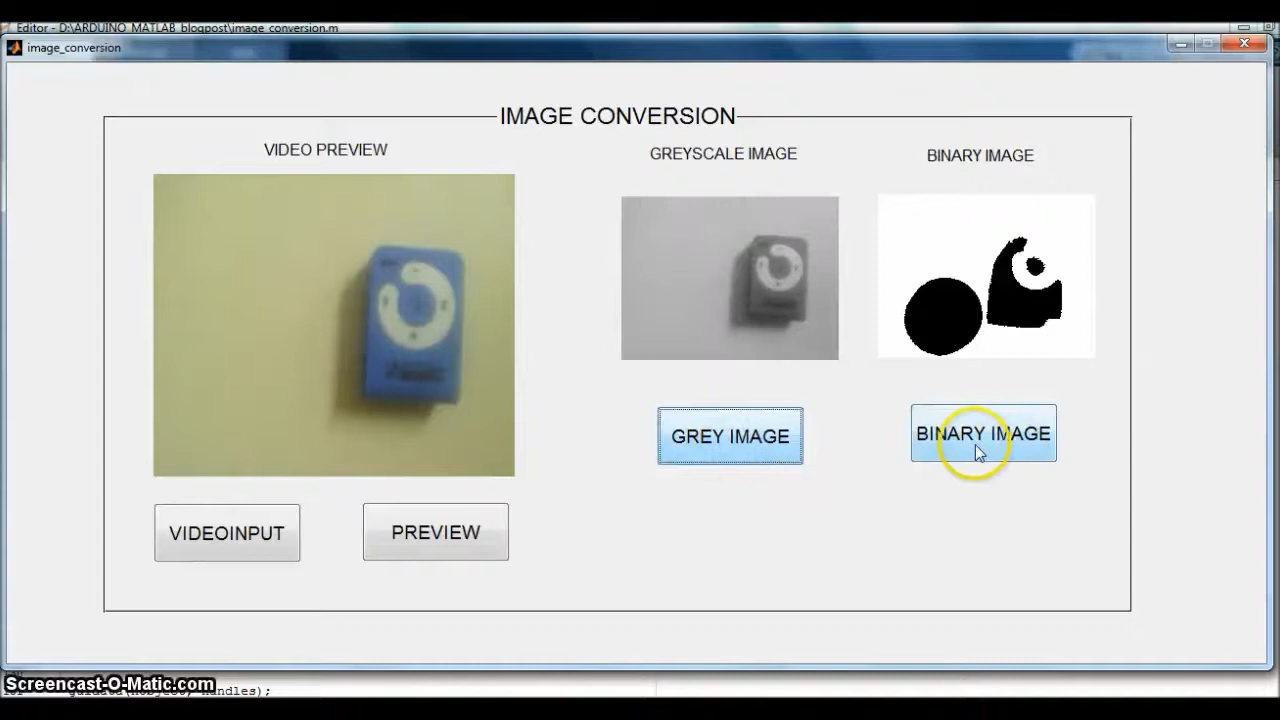 Editor - D:\ARDUINO_MATLAB_blogpost\image_conversion.m
image_conversion
IMAGE CONVERSION
VIDEO PREVIEW
GREYSCALE IMAGE
BINARY IMAGE
GREY IMAGE
BINARY IMAGE
VIDEOINPUT
PREVIEW
Screencast-O-Matic.com
handles);